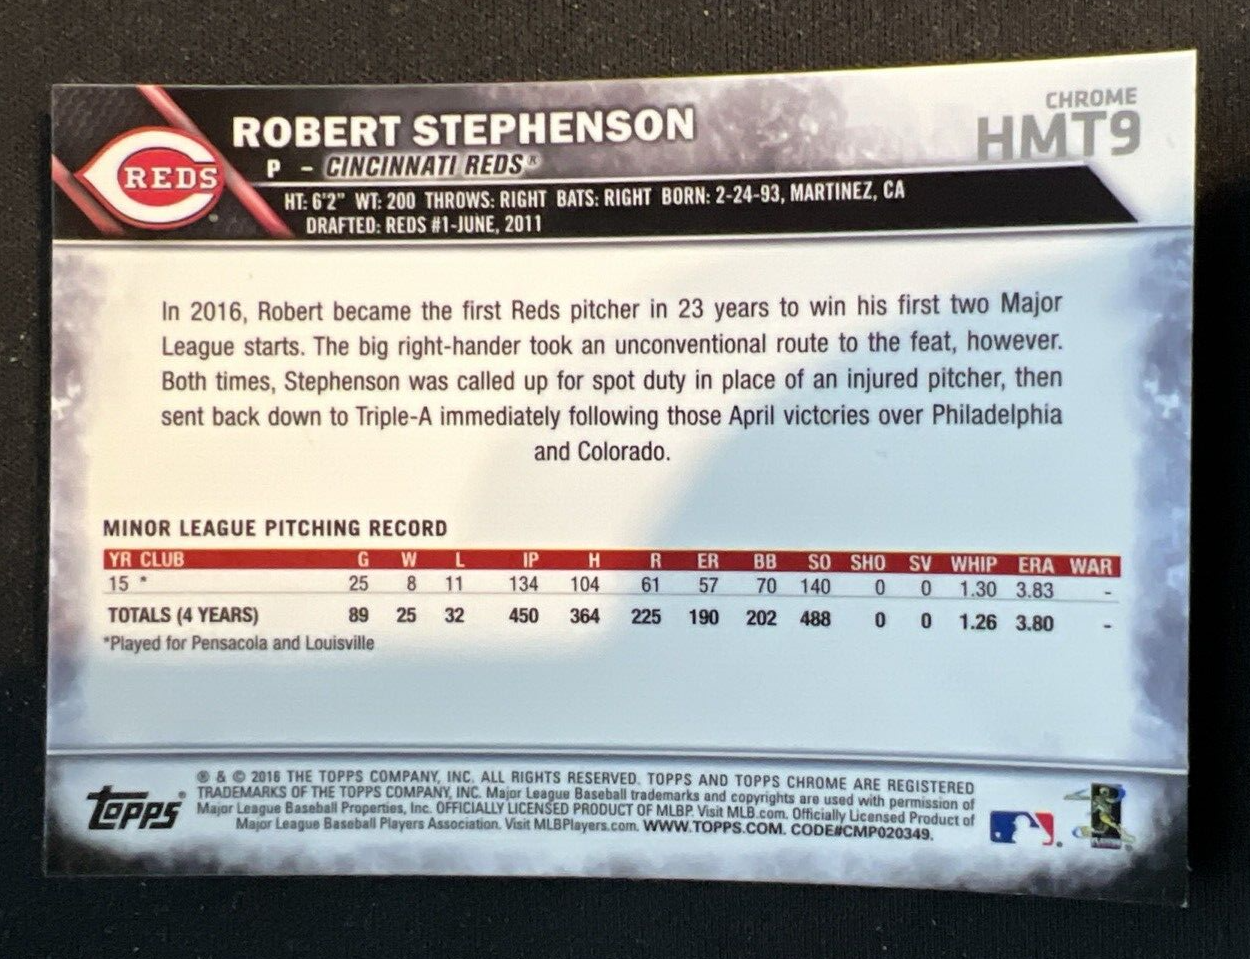 CHROME
HMT9
ROBERT STEPHENSON
P - CINCINNATI REDS®
REDS
HT: 6'2" WT: 200 THROWS: RIGHT BATS: RIGHT BORN: 2-24-93, MARTINEZ, CA
DRAFTED: REDS #1-JUNE, 2011
In 2016, Robert became the first Reds pitcher in 23 years to win his first two Major
League starts. The big right-hander took an unconventional route to the feat, however.
Both times, Stephenson was called up for spot duty in place of an injured pitcher, then
sent back down to Triple-A immediately following those April victories over Philadelphia
and Colorado.
MINOR LEAGUE PITCHING RECORD
YR CLUB G W L IP H R ER BB SO SHO SV WHIP ERA WAR
15 * 25 8 11 134 104 61 57 70 140 0 0 1.30 3.83 -
TOTALS (4 YEARS) 89 25 32 450 364 225 190 202 488 0 0 1.26 3.80 -
*Played for Pensacola and Louisville
Topps®
® & © 2016 THE TOPPS COMPANY, INC. ALL RIGHTS RESERVED. TOPPS AND TOPPS CHROME ARE REGISTERED
TRADEMARKS OF THE TOPPS COMPANY, INC. Major League Baseball trademarks and copyrights are used with permission of
Major League Baseball Properties, Inc. OFFICIALLY LICENSED PRODUCT OF MLBP. Visit MLB.com. Officially Licensed Product of
Major League Baseball Players Association. Visit MLBPlayers.com. WWW.TOPPS.COM. CODE#CMP020349.